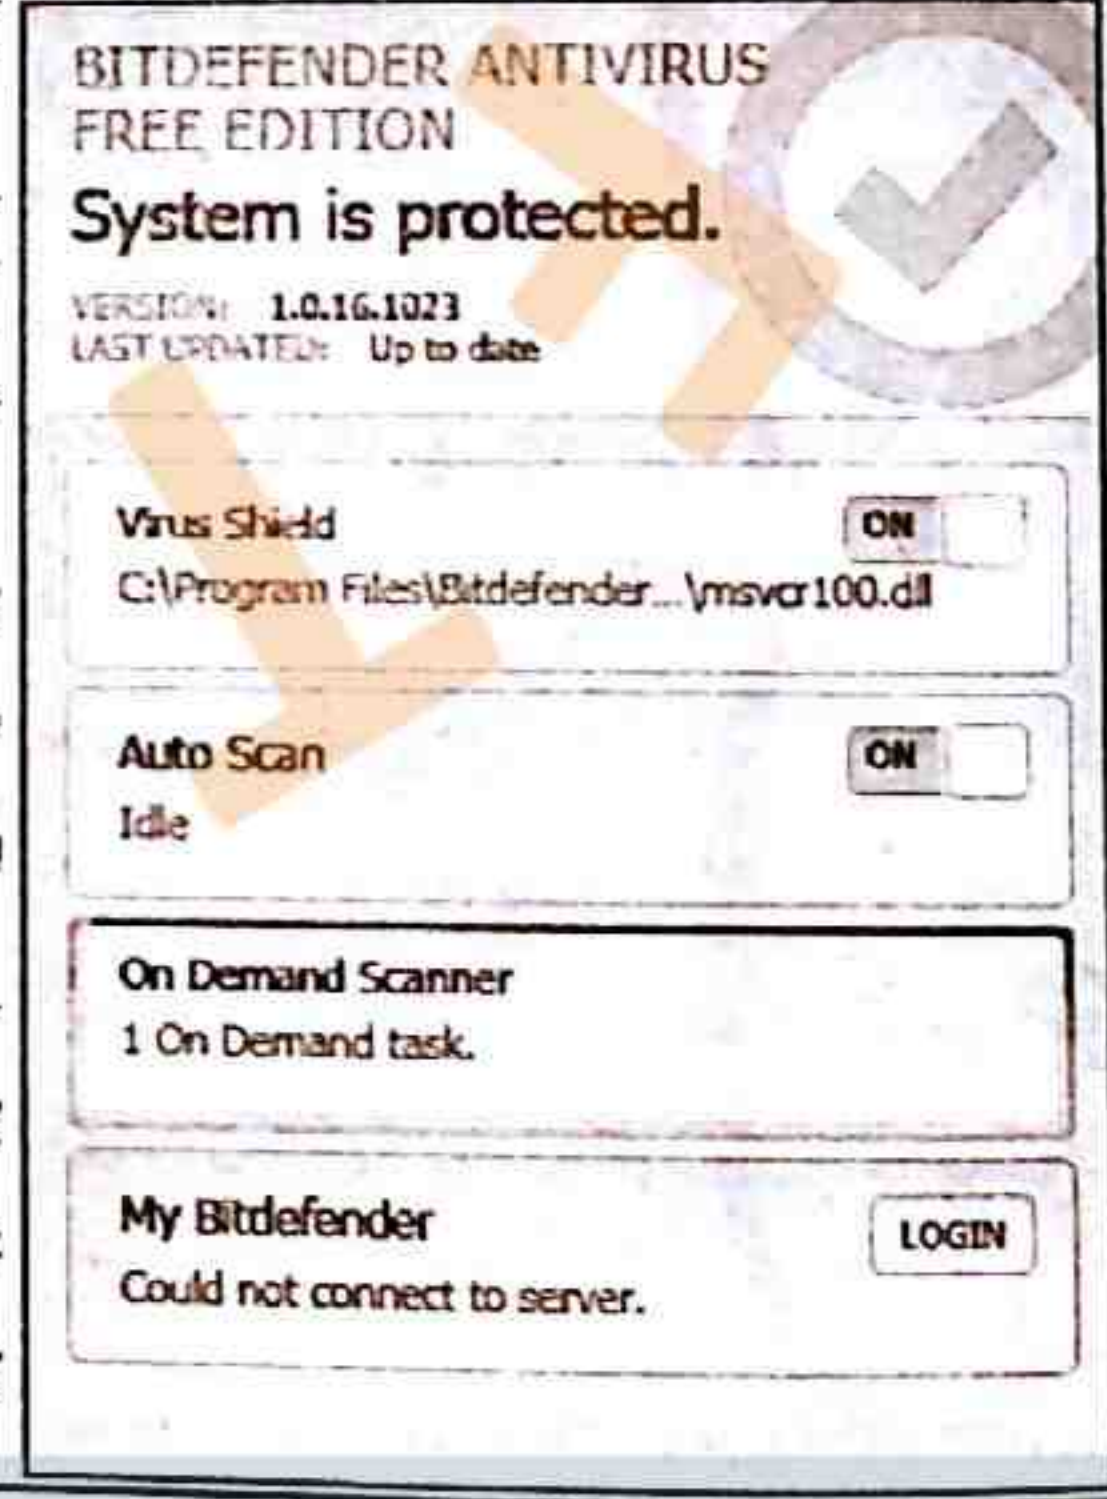 BITDEFENDER ANTIVIRUS
FREE EDITION
System is protected.
VERSION: 1.0.16.1023
LAST UPDATED: Up to date
Virus Shield
ON
C:\Program Files\Bitdefender...\msvcr100.dll
Auto Scan
ON
Idle
On Demand Scanner
1 On Demand task.
My Bitdefender
LOGIN
Could not connect to server.